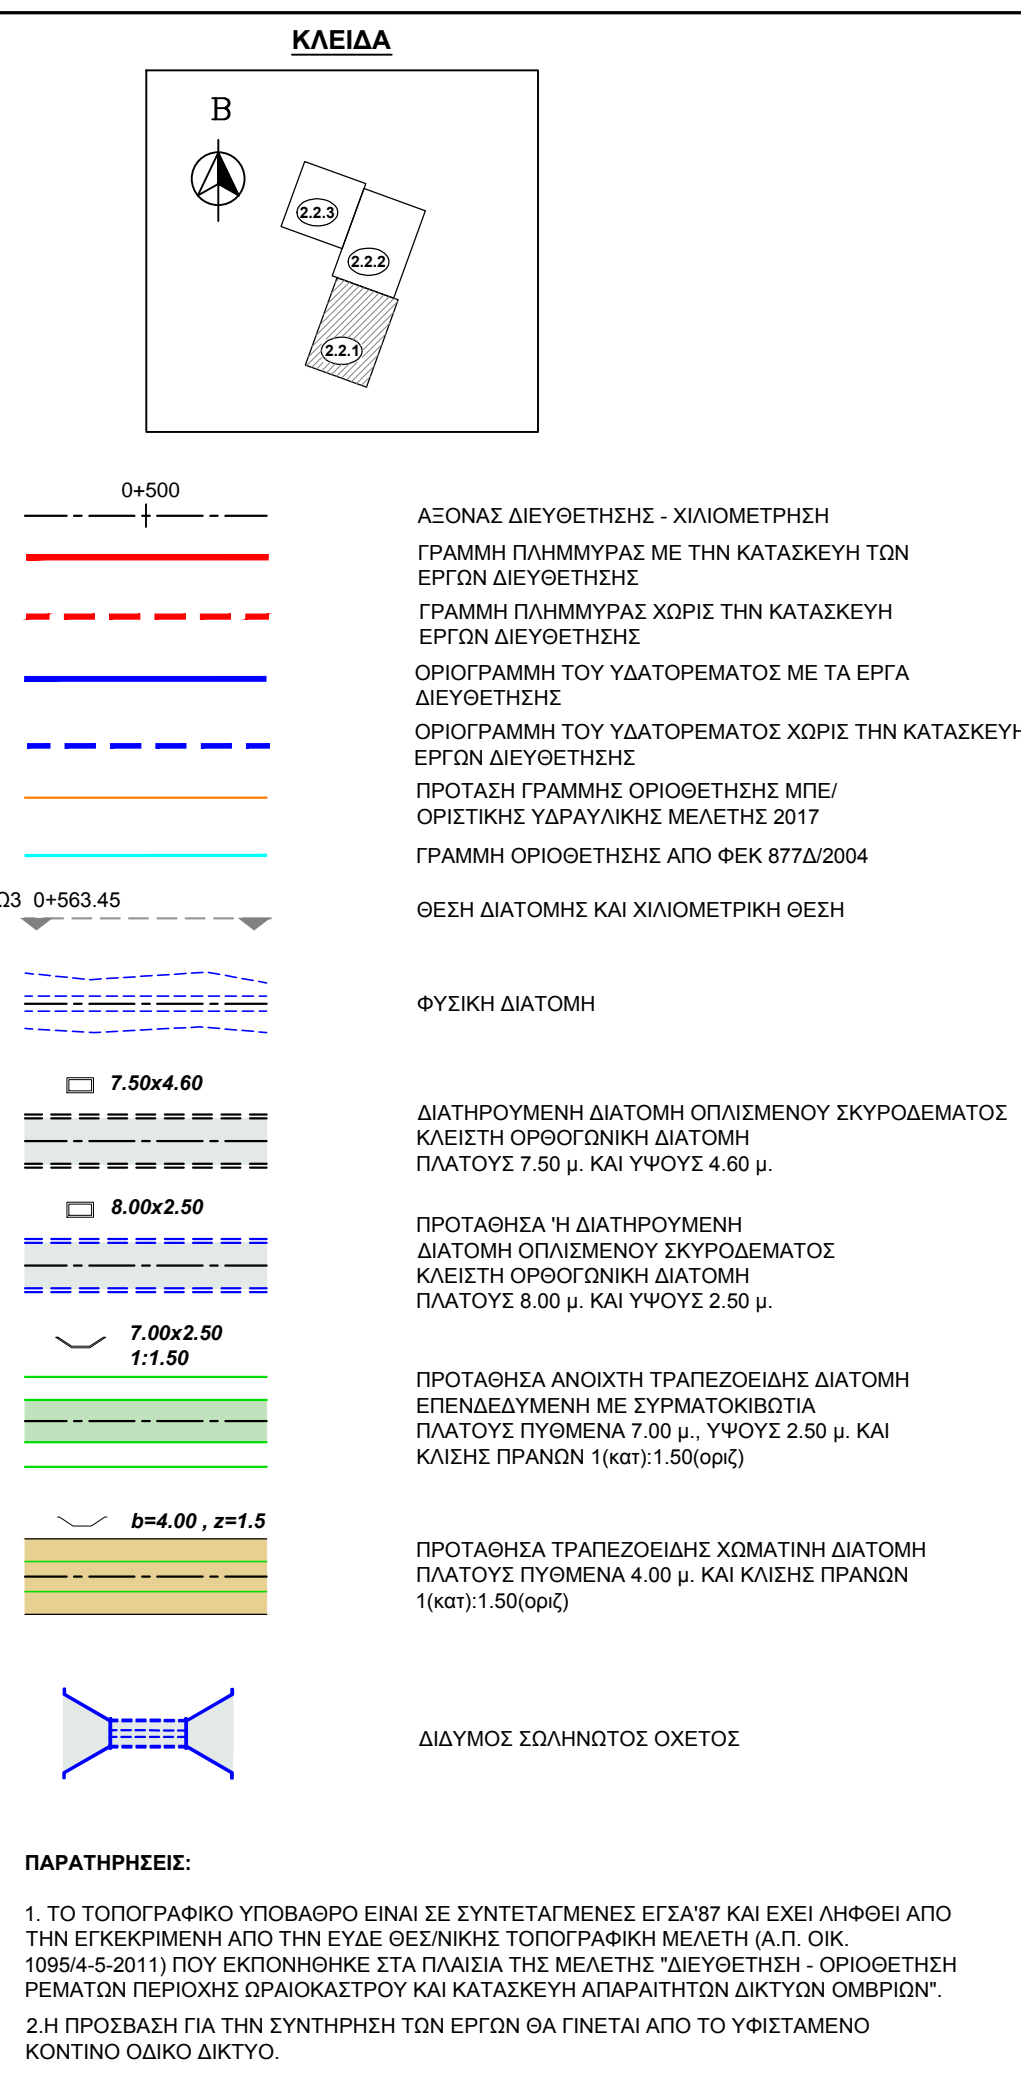 ΚΛΕΙΔΑ
Β
2.2.3
2.2.2
2.2.1
0+500
ΑΞΟΝΑΣ ΔΙΕΥΘΕΤΗΣΗΣ - ΧΙΛΙΟΜΕΤΡΗΣΗ
ΓΡΑΜΜΗ ΠΛΗΜΜΥΡΑΣ ΜΕ ΤΗΝ ΚΑΤΑΣΚΕΥΗ ΤΩΝ
ΕΡΓΩΝ ΔΙΕΥΘΕΤΗΣΗΣ
ΓΡΑΜΜΗ ΠΛΗΜΜΥΡΑΣ ΧΩΡΙΣ ΤΗΝ ΚΑΤΑΣΚΕΥΗ
ΕΡΓΩΝ ΔΙΕΥΘΕΤΗΣΗΣ
ΟΡΙΟΓΡΑΜΜΗ ΤΟΥ ΥΔΑΤΟΡΕΜΑΤΟΣ ΜΕ ΤΑ ΕΡΓΑ
ΔΙΕΥΘΕΤΗΣΗΣ
ΟΡΙΟΓΡΑΜΜΗ ΤΟΥ ΥΔΑΤΟΡΕΜΑΤΟΣ ΧΩΡΙΣ ΤΗΝ ΚΑΤΑΣΚΕΥΗ
ΕΡΓΩΝ ΔΙΕΥΘΕΤΗΣΗΣ
ΠΡΟΤΑΣΗ ΓΡΑΜΜΗΣ ΟΡΙΟΘΕΤΗΣΗΣ ΜΠΕ/
ΟΡΙΣΤΙΚΗΣ ΥΔΡΑΥΛΙΚΗΣ ΜΕΛΕΤΗΣ 2017
ΓΡΑΜΜΗ ΟΡΙΟΘΕΤΗΣΗΣ ΑΠΟ ΦΕΚ 877Δ/2004
Ω3 0+563.45
ΘΕΣΗ ΔΙΑΤΟΜΗΣ ΚΑΙ ΧΙΛΙΟΜΕΤΡΙΚΗ ΘΕΣΗ
ΦΥΣΙΚΗ ΔΙΑΤΟΜΗ
7.50x4.60
ΔΙΑΤΗΡΟΥΜΕΝΗ ΔΙΑΤΟΜΗ ΟΠΛΙΣΜΕΝΟΥ ΣΚΥΡΟΔΕΜΑΤΟΣ
ΚΛΕΙΣΤΗ ΟΡΘΟΓΩΝΙΚΗ ΔΙΑΤΟΜΗ
ΠΛΑΤΟΥΣ 7.50 μ. ΚΑΙ ΥΨΟΥΣ 4.60 μ.
8.00x2.50
ΠΡΟΤΑΘΗΣΑ 'Η ΔΙΑΤΗΡΟΥΜΕΝΗ
ΔΙΑΤΟΜΗ ΟΠΛΙΣΜΕΝΟΥ ΣΚΥΡΟΔΕΜΑΤΟΣ
ΚΛΕΙΣΤΗ ΟΡΘΟΓΩΝΙΚΗ ΔΙΑΤΟΜΗ
ΠΛΑΤΟΥΣ 8.00 μ. ΚΑΙ ΥΨΟΥΣ 2.50 μ.
7.00x2.50
1:1.50
ΠΡΟΤΑΘΗΣΑ ΑΝΟΙΧΤΗ ΤΡΑΠΕΖΟΕΙΔΗΣ ΔΙΑΤΟΜΗ
ΕΠΕΝΔΕΔΥΜΕΝΗ ΜΕ ΣΥΡΜΑΤΟΚΙΒΩΤΙΑ
ΠΛΑΤΟΥΣ ΠΥΘΜΕΝΑ 7.00 μ., ΥΨΟΥΣ 2.50 μ. ΚΑΙ
ΚΛΙΣΗΣ ΠΡΑΝΩΝ 1(κατ):1.50(οριζ)
b=4.00 , z=1.5
ΠΡΟΤΑΘΗΣΑ ΤΡΑΠΕΖΟΕΙΔΗΣ ΧΩΜΑΤΙΝΗ ΔΙΑΤΟΜΗ
ΠΛΑΤΟΥΣ ΠΥΘΜΕΝΑ 4.00 μ. ΚΑΙ ΚΛΙΣΗΣ ΠΡΑΝΩΝ
1(κατ):1.50(οριζ)
ΔΙΔΥΜΟΣ ΣΩΛΗΝΩΤΟΣ ΟΧΕΤΟΣ
ΠΑΡΑΤΗΡΗΣΕΙΣ:
1. ΤΟ ΤΟΠΟΓΡΑΦΙΚΟ ΥΠΟΒΑΘΡΟ ΕΙΝΑΙ ΣΕ ΣΥΝΤΕΤΑΓΜΕΝΕΣ ΕΓΣΑ'87 ΚΑΙ ΕΧΕΙ ΛΗΦΘΕΙ ΑΠΟ
ΤΗΝ ΕΓΚΕΚΡΙΜΕΝΗ ΑΠΟ ΤΗΝ ΕΥΔΕ ΘΕΣ/ΝΙΚΗΣ ΤΟΠΟΓΡΑΦΙΚΗ ΜΕΛΕΤΗ (Α.Π. ΟΙΚ.
1095/4-5-2011) ΠΟΥ ΕΚΠΟΝΗΘΗΚΕ ΣΤΑ ΠΛΑΙΣΙΑ ΤΗΣ ΜΕΛΕΤΗΣ "ΔΙΕΥΘΕΤΗΣΗ - ΟΡΙΟΘΕΤΗΣΗ
ΡΕΜΑΤΩΝ ΠΕΡΙΟΧΗΣ ΩΡΑΙΟΚΑΣΤΡΟΥ ΚΑΙ ΚΑΤΑΣΚΕΥΗ ΑΠΑΡΑΙΤΗΤΩΝ ΔΙΚΤΥΩΝ ΟΜΒΡΙΩΝ".
2.Η ΠΡΟΣΒΑΣΗ ΓΙΑ ΤΗΝ ΣΥΝΤΗΡΗΣΗ ΤΩΝ ΕΡΓΩΝ ΘΑ ΓΙΝΕΤΑΙ ΑΠΟ ΤΟ ΥΦΙΣΤΑΜΕΝΟ
ΚΟΝΤΙΝΟ ΟΔΙΚΟ ΔΙΚΤΥΟ.